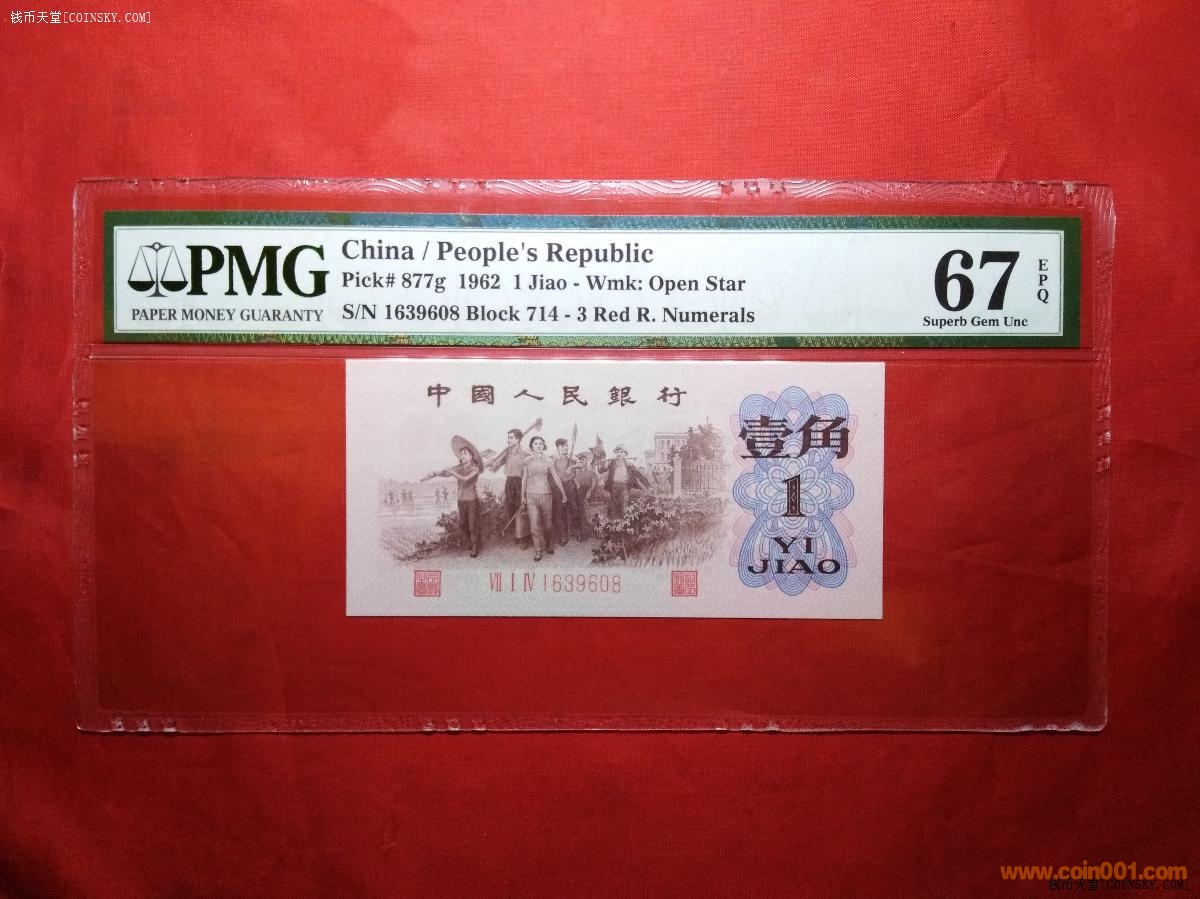 钱币天堂[COINSKY.COM]
PMG
PAPER MONEY GUARANTY
China / People's Republic
Pick# 877g 1962 1 Jiao - Wmk: Open Star
S/N 1639608 Block 714 - 3 Red R. Numerals
67
EPQ
Superb Gem Unc
中國人民銀行
壹角
1
YI
JIAO
VII I IV 1639608
www.coin001.com
钱币天堂[COINSKY.COM]